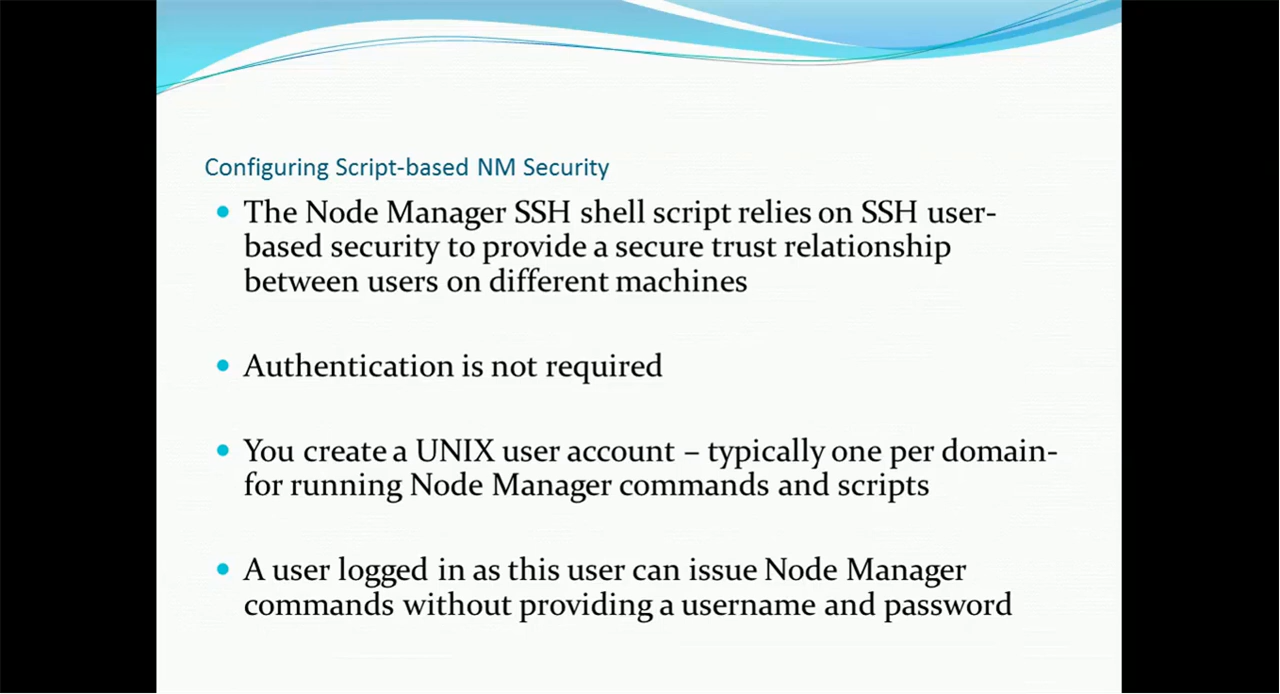 Configuring Script-based NM Security
The Node Manager SSH shell script relies on SSH user-
based security to provide a secure trust relationship
between users on different machines
Authentication is not required
You create a UNIX user account – typically one per domain-
for running Node Manager commands and scripts
A user logged in as this user can issue Node Manager
commands without providing a username and password